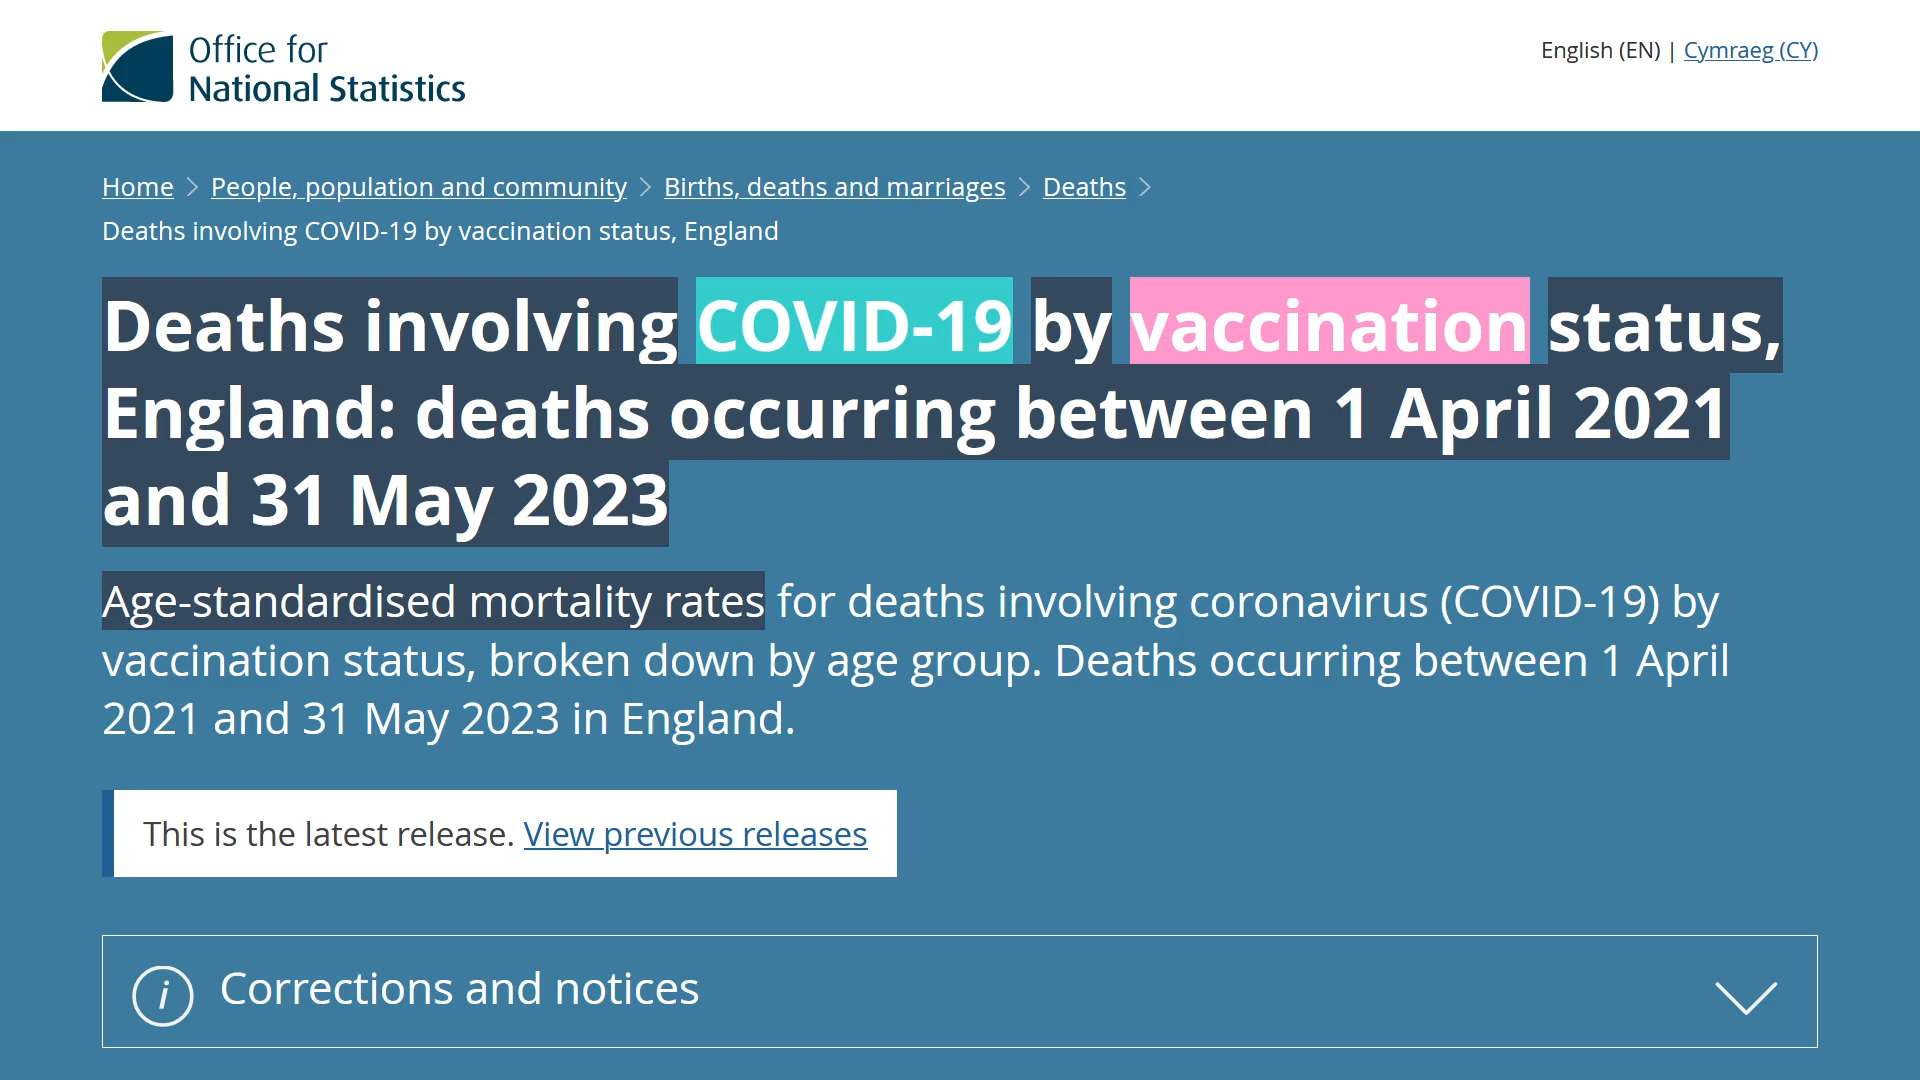 Office for
National Statistics
English (EN) | Cymraeg (CY)
Home > People, population and community > Births, deaths and marriages > Deaths >
Deaths involving COVID-19 by vaccination status, England
Deaths involving COVID-19 by vaccination status,
England: deaths occurring between 1 April 2021
and 31 May 2023
Age-standardised mortality rates for deaths involving coronavirus (COVID-19) by
vaccination status, broken down by age group. Deaths occurring between 1 April
2021 and 31 May 2023 in England.
This is the latest release. View previous releases
i Corrections and notices